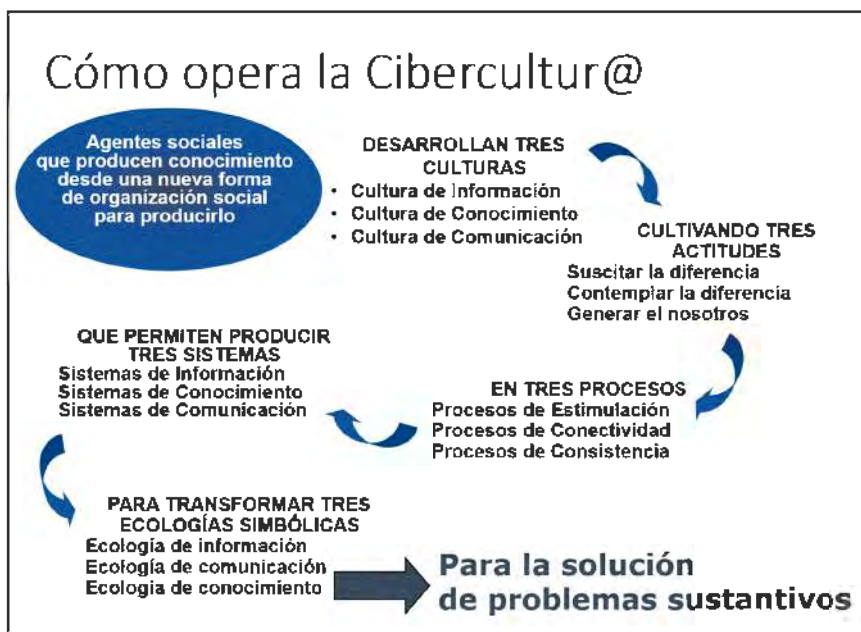 Cómo opera la Cibercultur@
Agentes sociales
que producen conocimiento
desde una nueva forma
de organización social
para producirlo
DESARROLLAN TRES
CULTURAS
• Cultura de Información
• Cultura de Conocimiento
• Cultura de Comunicación
CULTIVANDO TRES
ACTITUDES
Suscitar la diferencia
Contemplar la diferencia
Generar el nosotros
EN TRES PROCESOS
Procesos de Estimulación
Procesos de Conectividad
Procesos de Consistencia
QUE PERMITEN PRODUCIR
TRES SISTEMAS
Sistemas de Información
Sistemas de Conocimiento
Sistemas de Comunicación
PARA TRANSFORMAR TRES
ECOLOGÍAS SIMBÓLICAS
Ecología de información
Ecología de comunicación
Ecologia de conocimiento
Para la solución
de problemas sustantivos